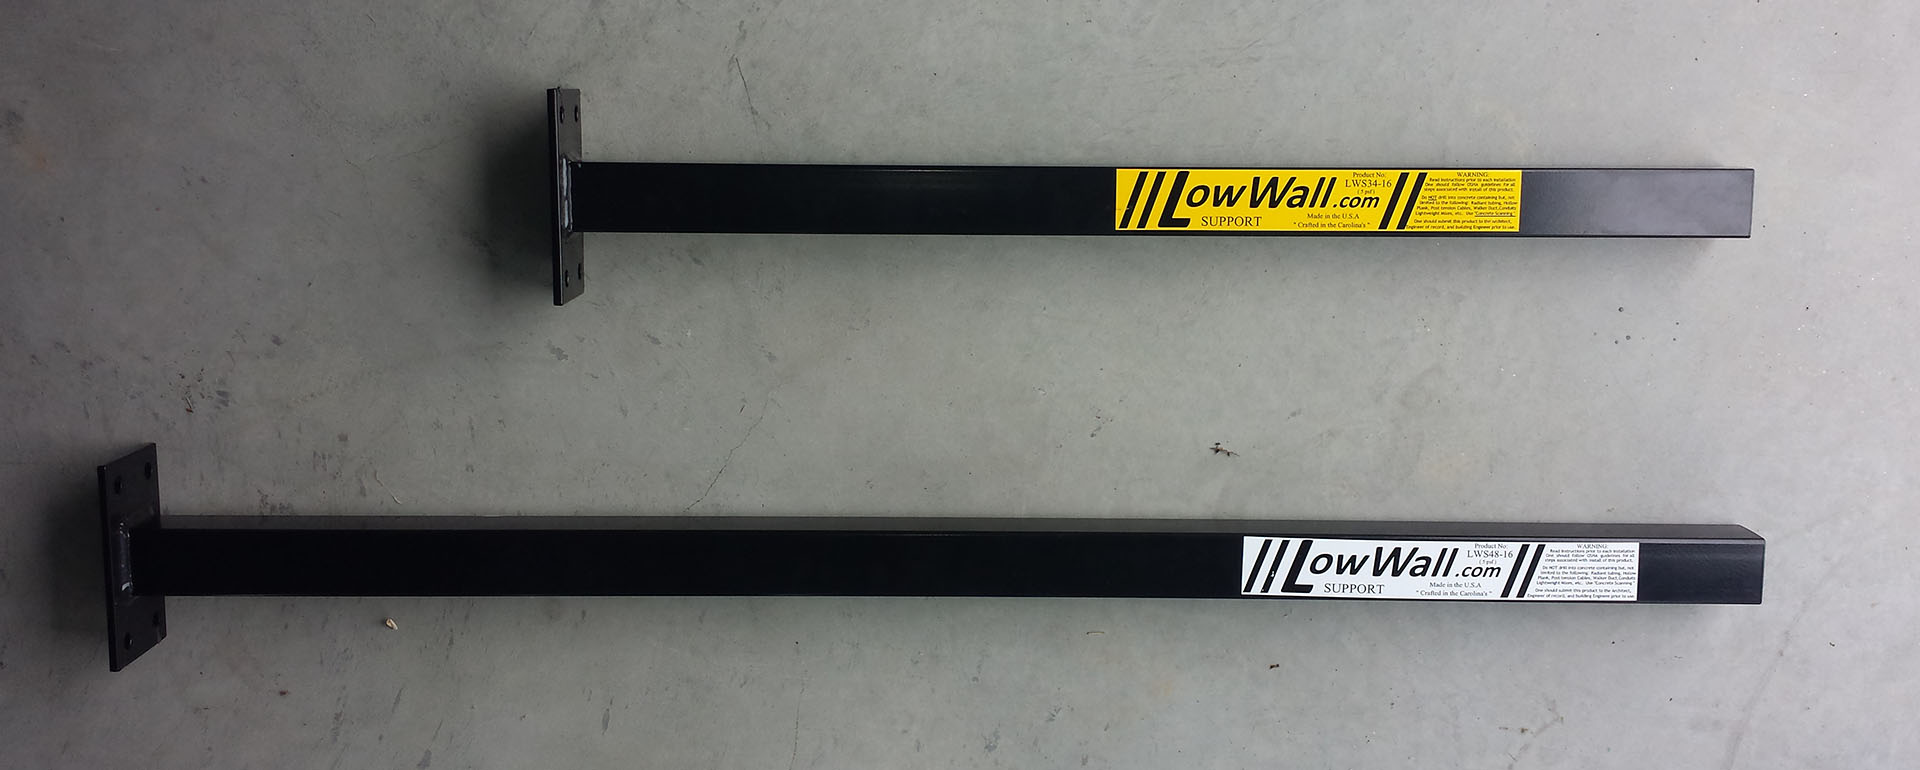 LowWall.com
SUPPORT
Product No:
LWS34-16
( 5 psf )
Made in the U.S.A
" Crafted in the Carolina's "
WARNING:
Read Instructions prior to each Installation
One should follow OSHA guidelines for all
steps associated with install of this product.
Do NOT drill into concrete containing but, not
limited to the following: Radiant tubing, Hollow
Plank, Post tension Cables, Walker Duct,Conduits
Lightweight Mixes, etc. Use "Concrete Scanning"
One should submit this product to the Architect,
Engineer of record, and building Engineer prior to use.
LowWall.com
SUPPORT
Product No:
LWS48-16
( 5 psf )
Made in the U.S.A
" Crafted in the Carolina's "
WARNING:
Read Instructions prior to each Installation
One should follow OSHA guidelines for all
steps associated with install of this product.
Do NOT drill into concrete containing but, not
limited to the following: Radiant tubing, Hollow
Plank, Post tension Cables, Walker Duct,Conduits
Lightweight Mixes, etc. Use "Concrete Scanning"
One should submit this product to the Architect,
Engineer of record, and building Engineer prior to use.